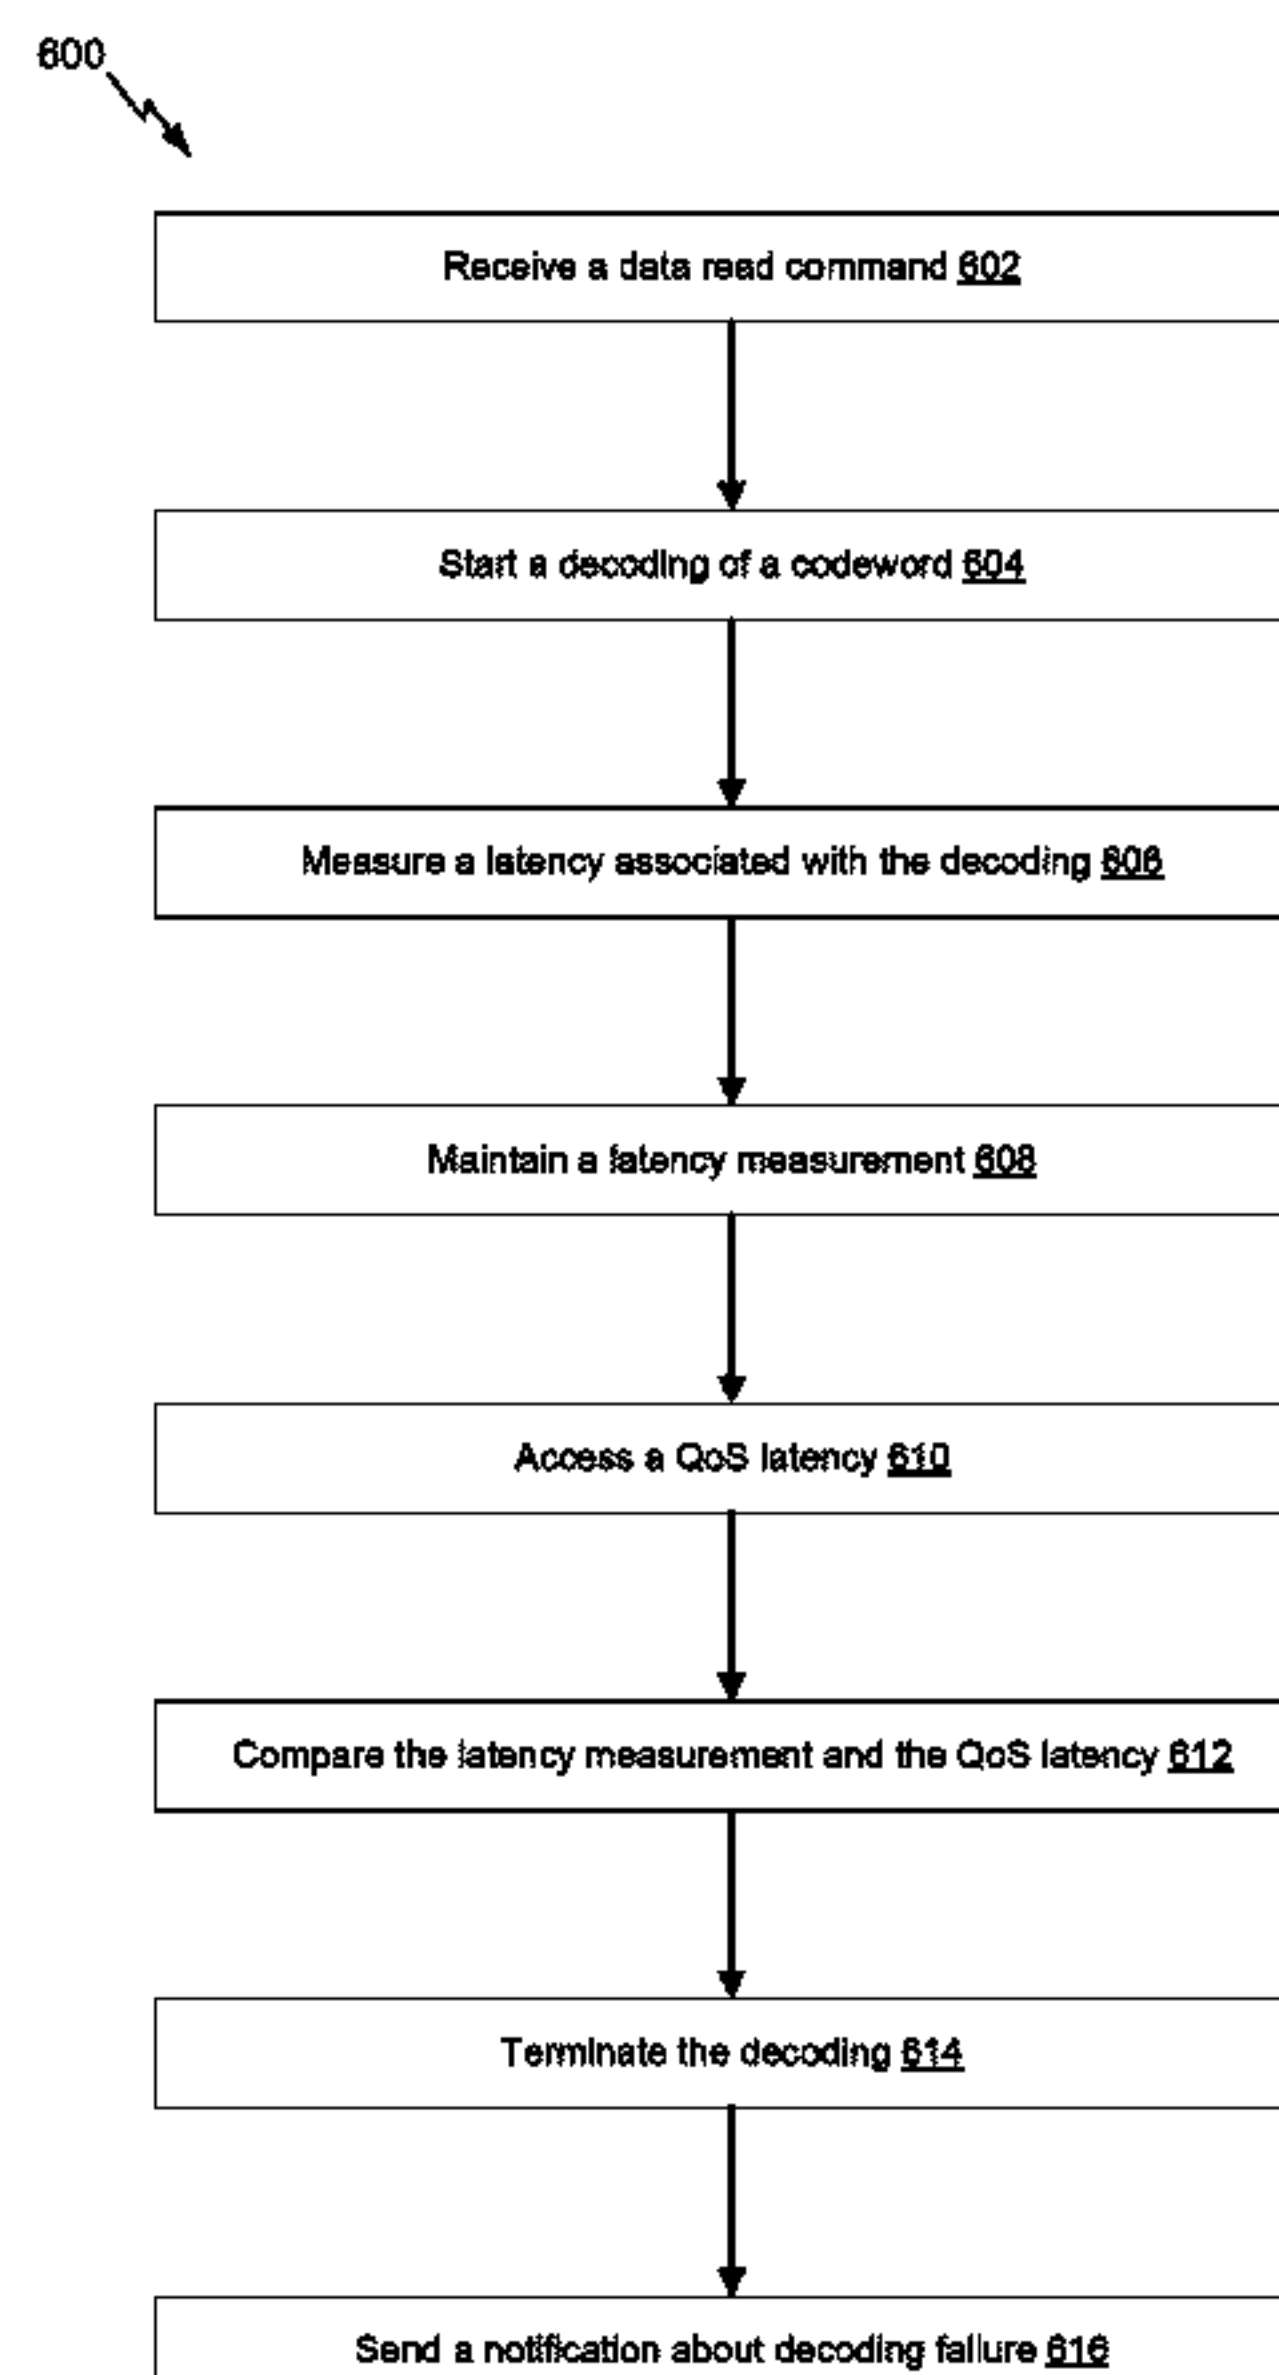 600
Receive a data read command 602
Start a decoding of a codeword 604
Measure a latency associated with the decoding 606
Maintain a latency measurement 608
Access a QoS latency 610
Compare the latency measurement and the QoS latency 612
Terminate the decoding 614
Send a notification about decoding failure 616